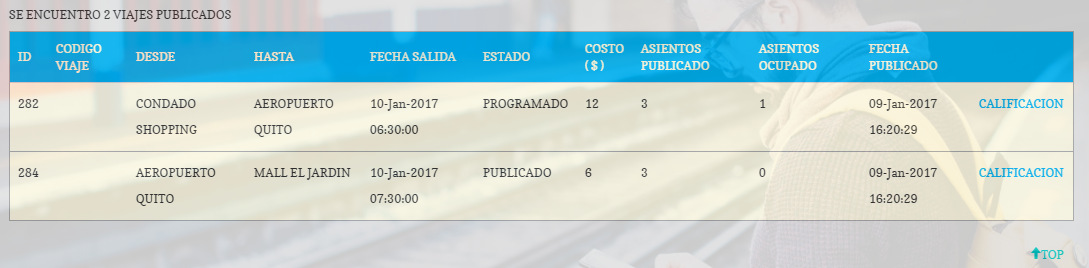 SE ENCUENTRO 2 VIAJES PUBLICADOS
ID CODIGO VIAJE DESDE HASTA FECHA SALIDA ESTADO COSTO ($) ASIENTOS PUBLICADO ASIENTOS OCUPADO FECHA PUBLICADO
282 CONDADO AEROPUERTO 10-Jan-2017 PROGRAMADO 12 3 1 09-Jan-2017 CALIFICACION
SHOPPING QUITO 06:30:00 16:20:29
284 AEROPUERTO MALL EL JARDIN 10-Jan-2017 PUBLICADO 6 3 0 09-Jan-2017 CALIFICACION
QUITO 07:30:00 16:20:29
TOP